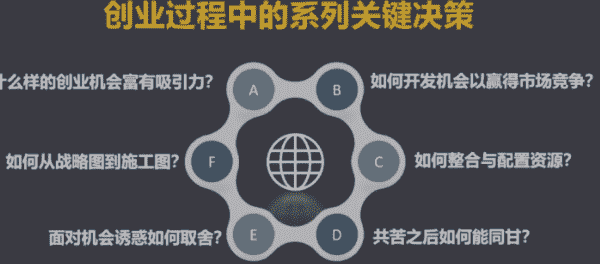 创业过程中的系列关键决策
什么样的创业机会富有吸引力？
A
B
如何开发机会以赢得市场竞争？
如何从战略图到施工图？
F
C
如何整合与配置资源？
面对机会诱惑如何取舍？
E
D
共苦之后如何能同甘？